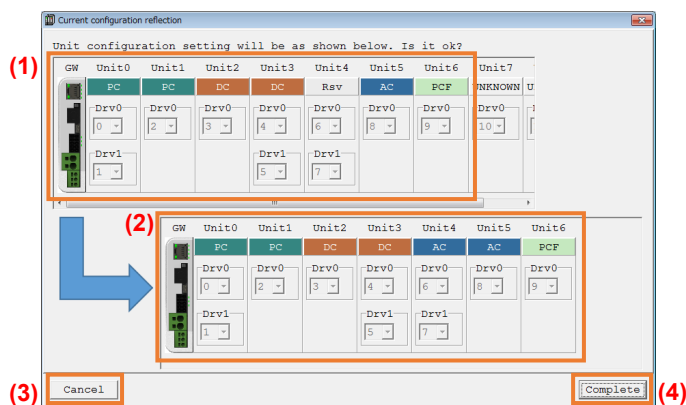 Current configuration reflection
Unit configuration setting will be as shown below. Is it ok?
(1)
GW Unit0 Unit1 Unit2 Unit3 Unit4 Unit5 Unit6 Unit7
PC PC DC DC Rsv AC PCF UNKNOWN U
Drv0 Drv0 Drv0 Drv0 Drv0 Drv0 Drv0 Drv0
0 2 3 4 6 8 9 10
Drv1 Drv1 Drv1
1 5 7
(2)
GW Unit0 Unit1 Unit2 Unit3 Unit4 Unit5 Unit6
PC PC DC DC AC AC PCF
Drv0 Drv0 Drv0 Drv0 Drv0 Drv0 Drv0
0 2 3 4 6 8 9
Drv1 Drv1 Drv1
1 5 7
(3) Cancel Complete (4)